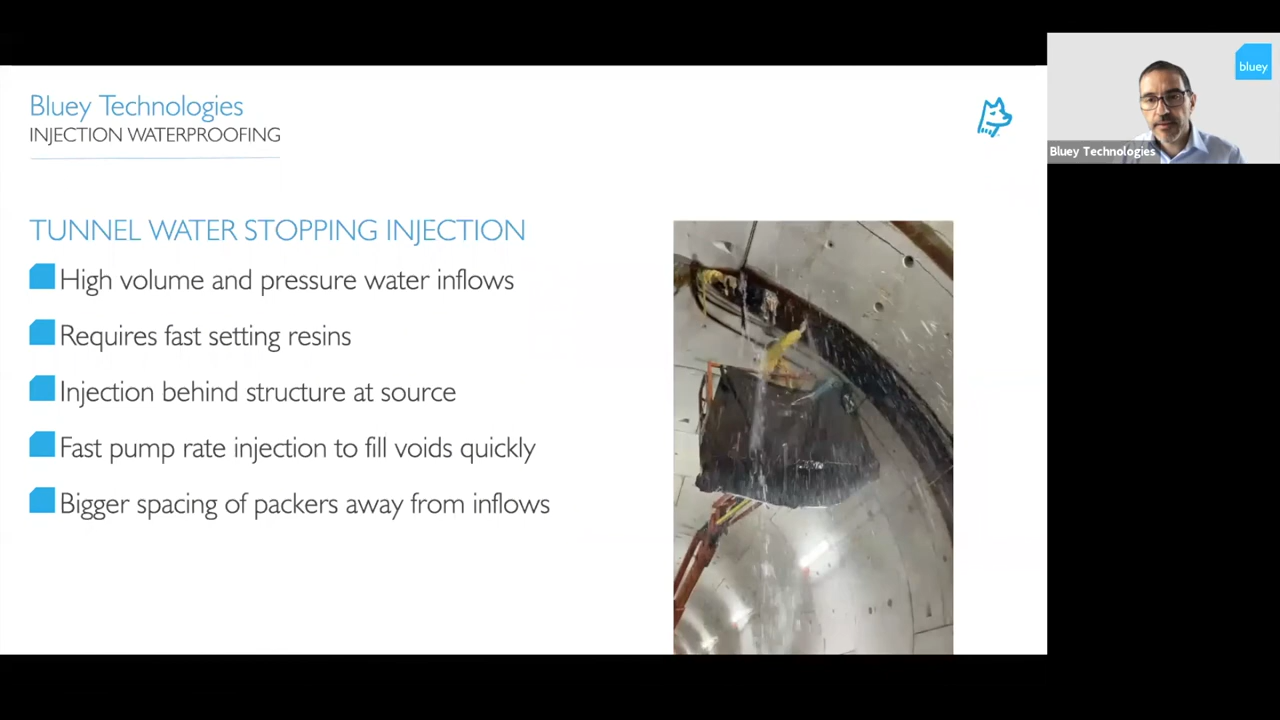 Bluey Technologies
INJECTION WATERPROOFING
TUNNEL WATER STOPPING INJECTION
High volume and pressure water inflows
Requires fast setting resins
Injection behind structure at source
Fast pump rate injection to fill voids quickly
Bigger spacing of packers away from inflows
bluey
Bluey Technologies